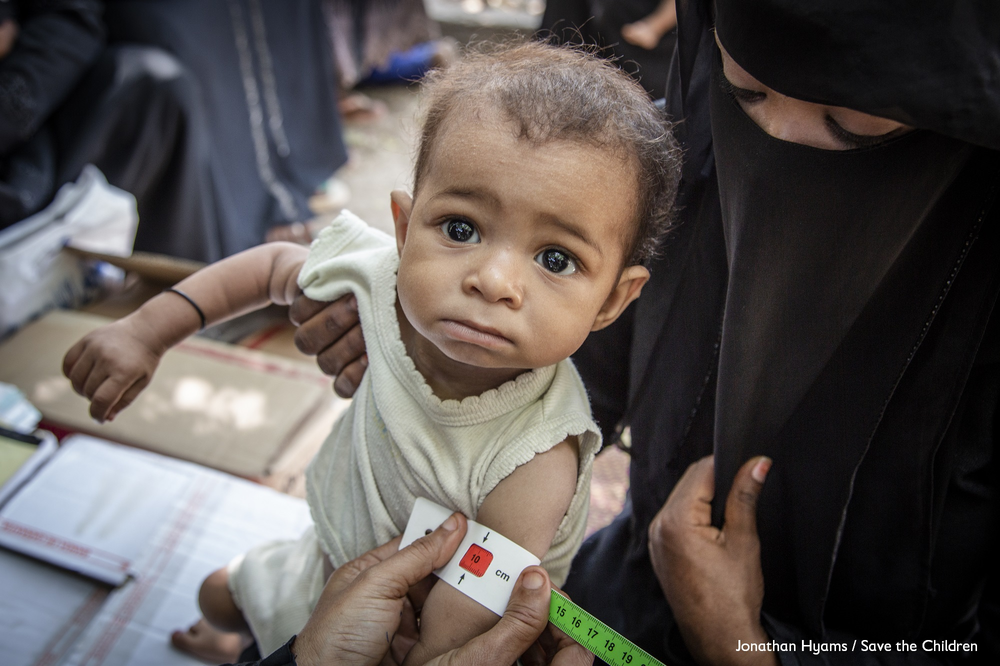 10
cm
15 16 17 18 19
Jonathan Hyams / Save the Children